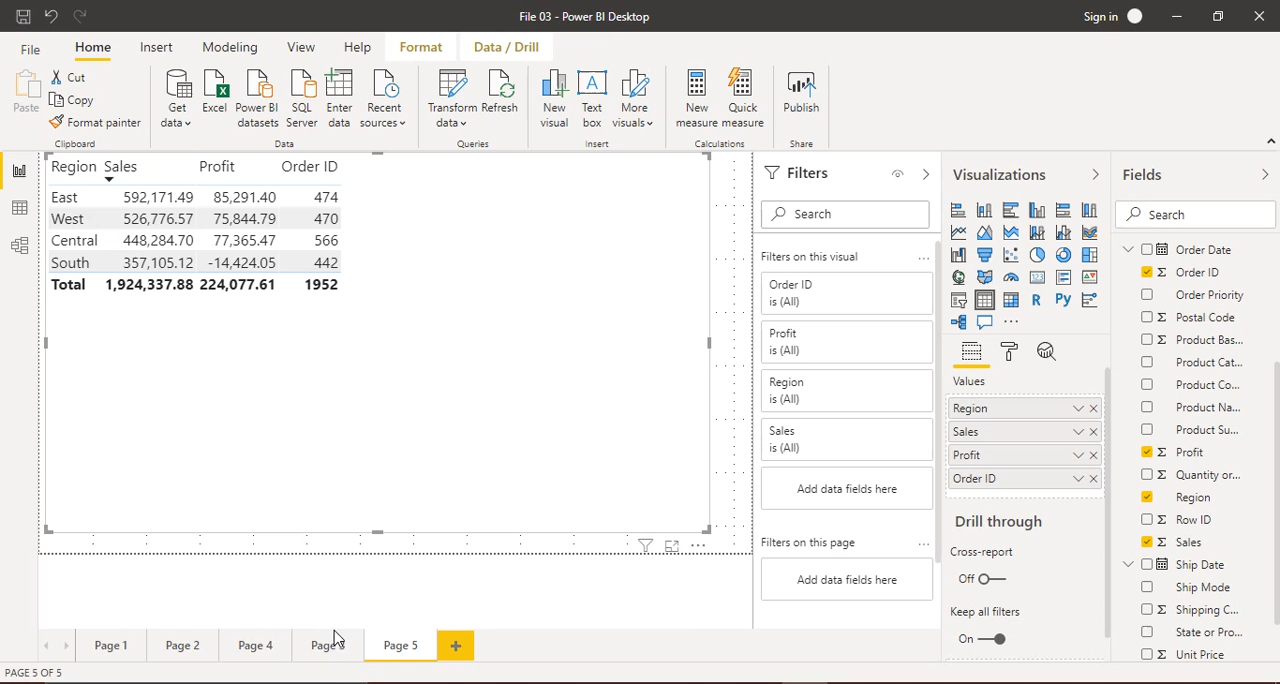 File 03 - Power BI Desktop
Sign in
File Home Insert Modeling View Help Format Data / Drill
Paste
Cut
Copy
Format painter
Clipboard
Get data
Excel
Power BI datasets
SQL Server
Enter data
Recent sources
Data
Transform data
Refresh
Queries
New visual
Text box
More visuals
Insert
New measure
Quick measure
Calculations
Publish
Share
Region Sales Profit Order ID
East 592,171.49 85,291.40 474
West 526,776.57 75,844.79 470
Central 448,284.70 77,365.47 566
South 357,105.12 -14,424.05 442
Total 1,924,337.88 224,077.61 1952
Filters
Search
Filters on this visual
Order ID
is (All)
Profit
is (All)
Region
is (All)
Sales
is (All)
Add data fields here
Filters on this page
Add data fields here
Visualizations
R Py
Values
Region
Sales
Profit
Order ID
Drill through
Cross-report
Off
Keep all filters
On
Fields
Search
Order Date
Order ID
Order Priority
Postal Code
Product Bas...
Product Cat...
Product Co...
Product Na...
Product Su...
Profit
Quantity or...
Region
Row ID
Sales
Ship Date
Ship Mode
Shipping C...
State or Pro...
Unit Price
Page 1 Page 2 Page 4 Page 3 Page 5
PAGE 5 OF 5